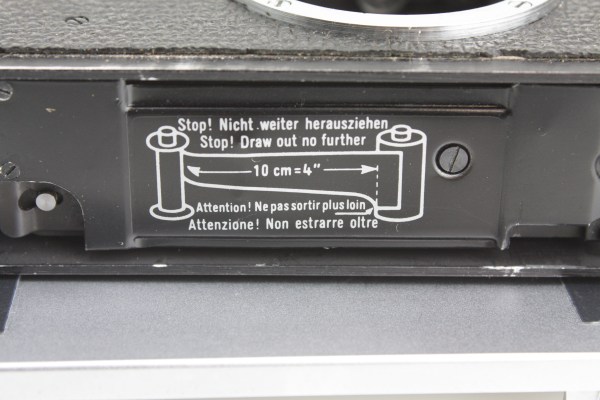 Stop! Nicht weiter herausziehen
Stop! Draw out no further
10 cm=4"
Attention! Ne pas sortir plus loin
Attenzione! Non estrarre oltre